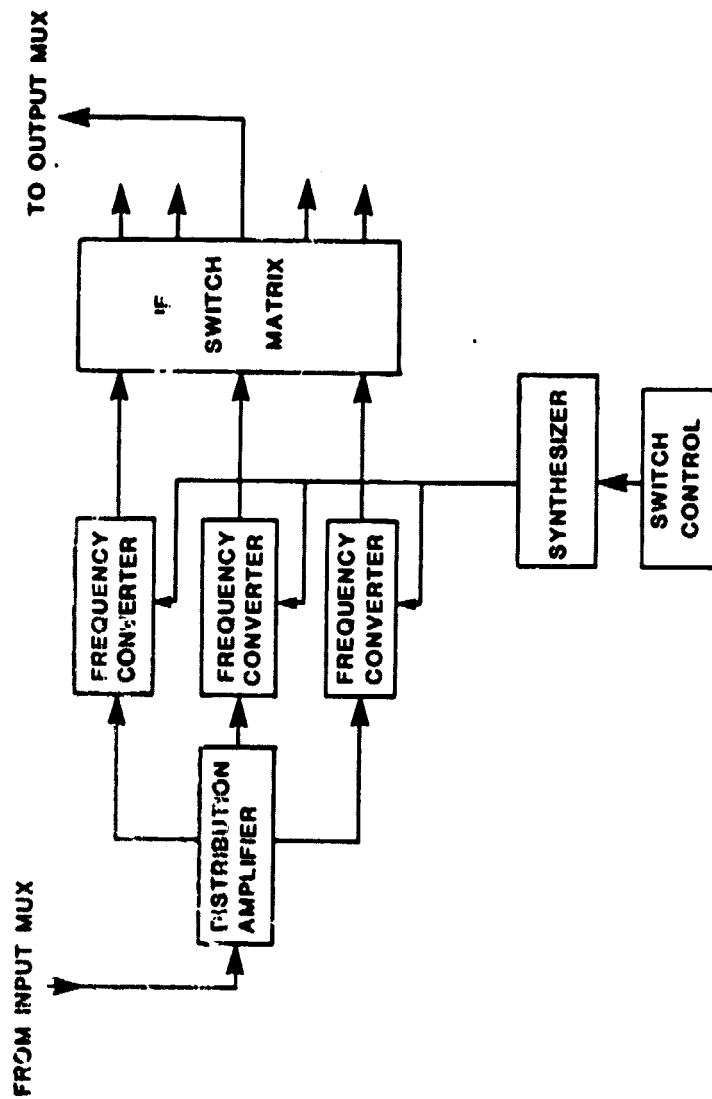 FROM INPUT MUX
DISTRIBUTION
AMPLIFIER
FREQUENCY
CONVERTER
FREQUENCY
CONVERTER
FREQUENCY
CONVERTER
IF
SWITCH
MATRIX
TO OUTPUT MUX
SYNTHESIZER
SWITCH
CONTROL